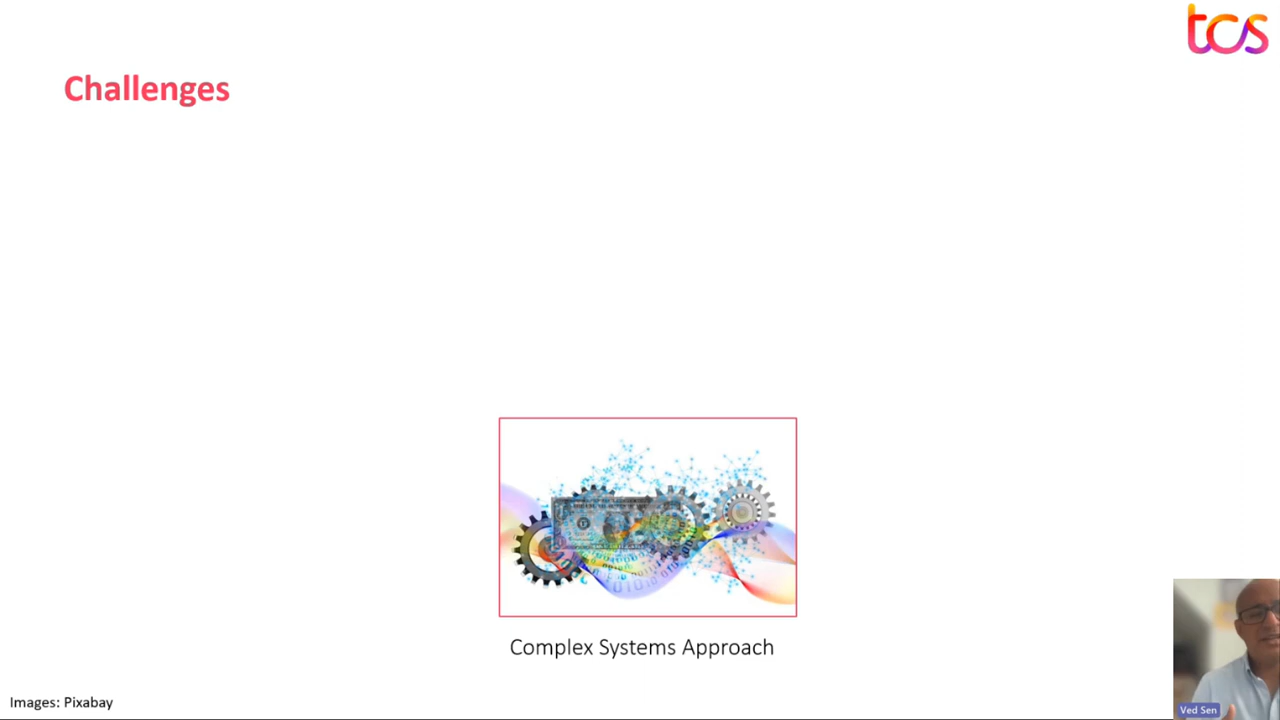 tcs
Challenges
Complex Systems Approach
Images: Pixabay
Ved Sen